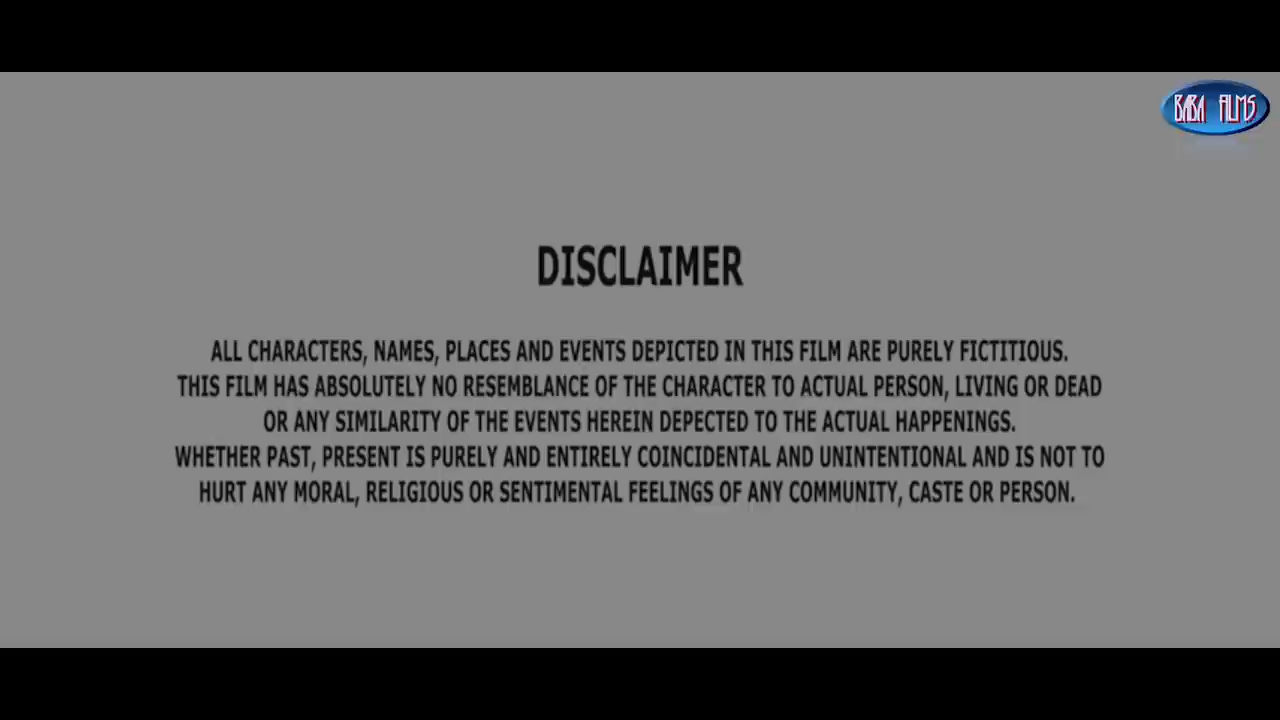 BABA FILMS
DISCLAIMER
ALL CHARACTERS, NAMES, PLACES AND EVENTS DEPICTED IN THIS FILM ARE PURELY FICTITIOUS.
THIS FILM HAS ABSOLUTELY NO RESEMBLANCE OF THE CHARACTER TO ACTUAL PERSON, LIVING OR DEAD
OR ANY SIMILARITY OF THE EVENTS HEREIN DEPECTED TO THE ACTUAL HAPPENINGS.
WHETHER PAST, PRESENT IS PURELY AND ENTIRELY COINCIDENTAL AND UNINTENTIONAL AND IS NOT TO
HURT ANY MORAL, RELIGIOUS OR SENTIMENTAL FEELINGS OF ANY COMMUNITY, CASTE OR PERSON.